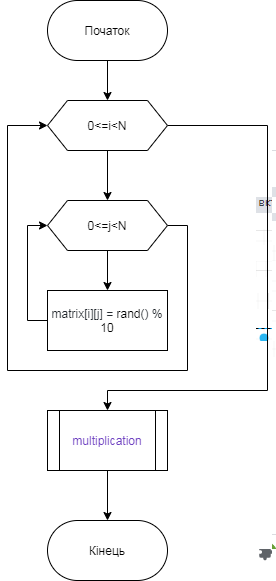 Початок
0<=i<N
0<=j<N
matrix[i][j] = rand() %
10
multiplication
Кінець